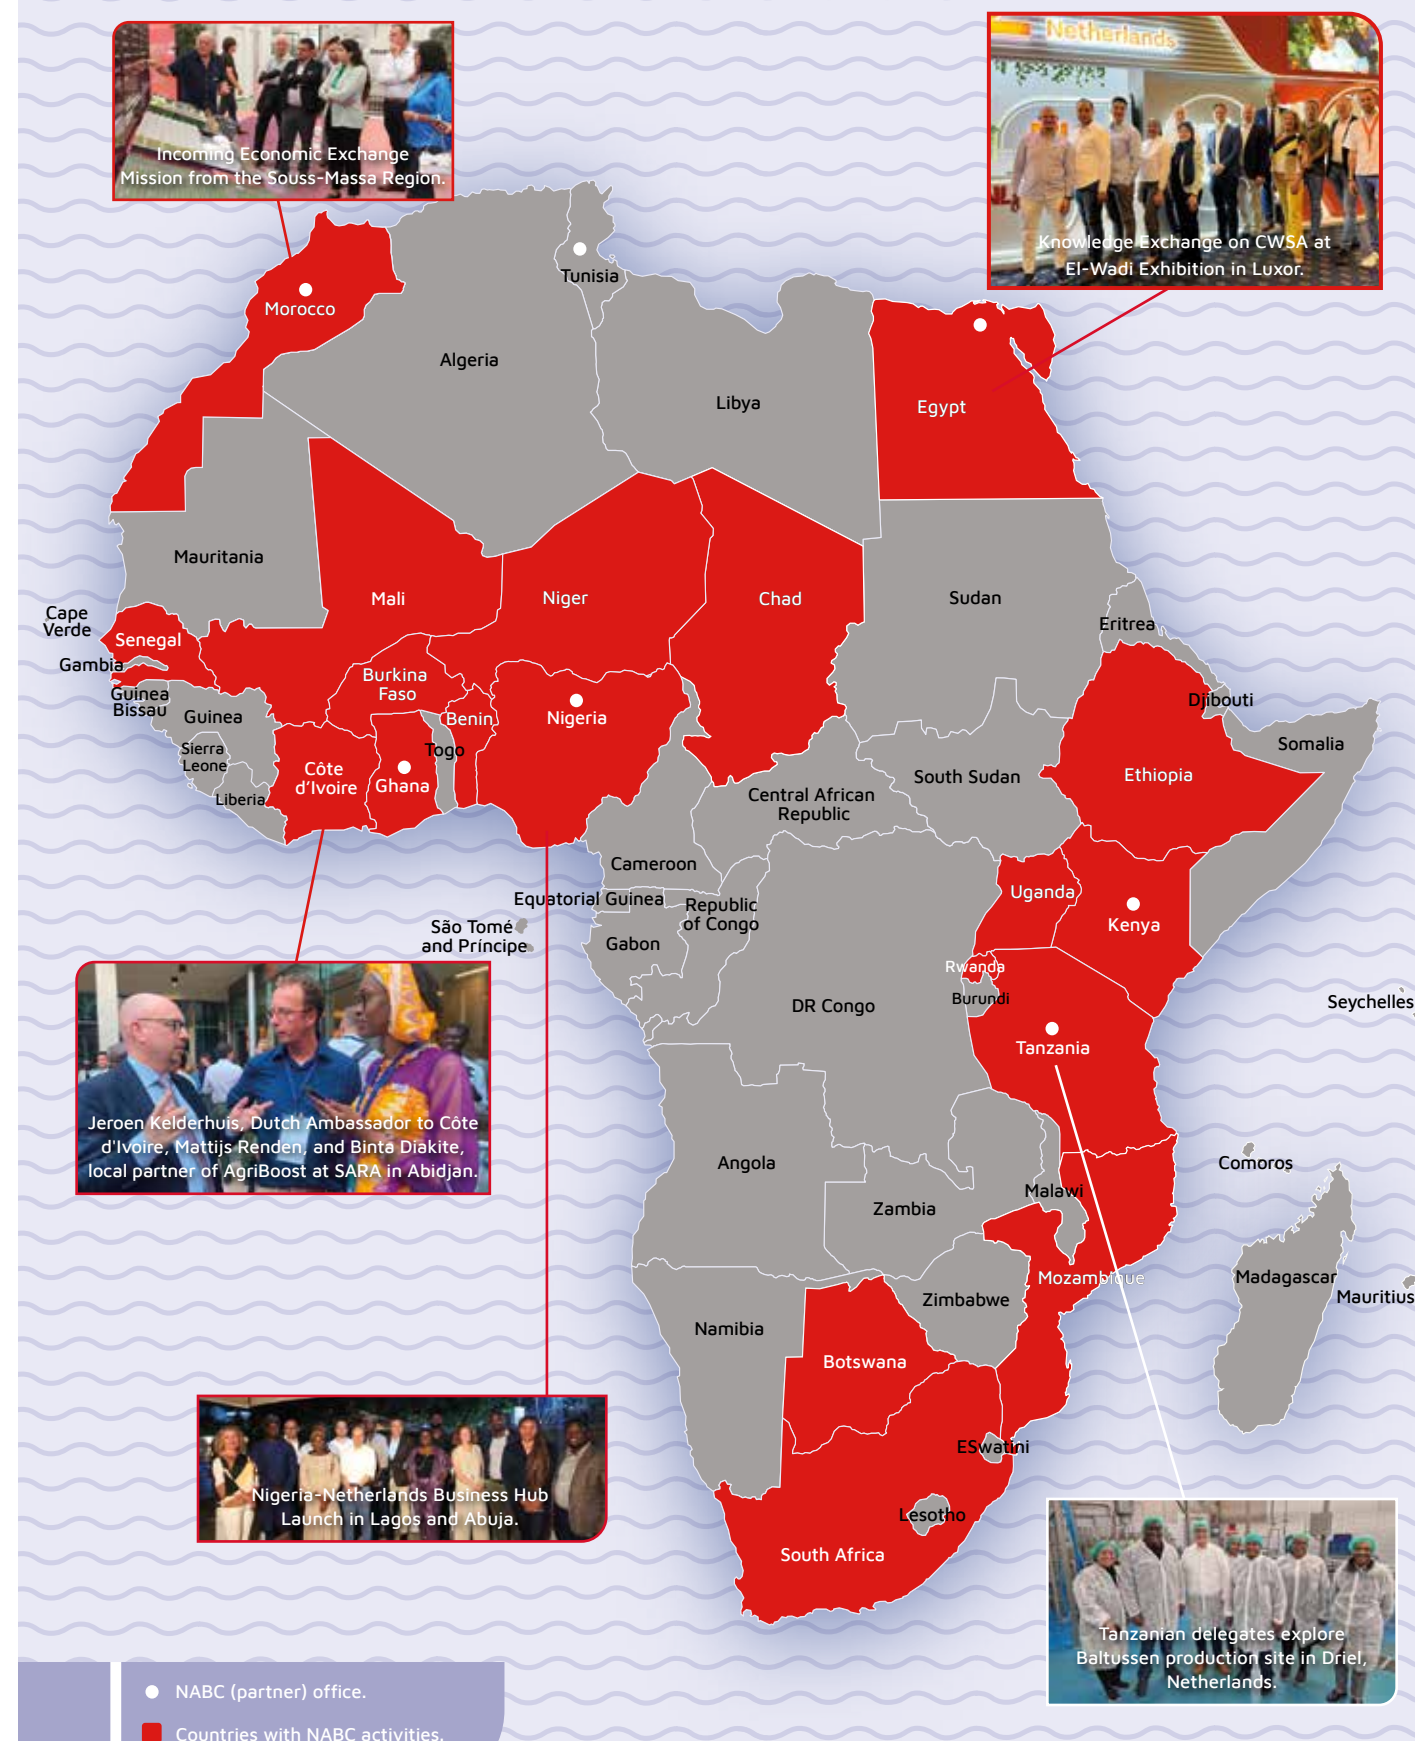 Netherlands
Incoming Economic Exchange
Mission from the Souss-Massa Region.
Knowledge Exchange on CWSA at
El-Wadi Exhibition in Luxor.
Tunisia
Morocco
Algeria
Libya
Egypt
Mauritania
Mali
Niger
Chad
Sudan
Cape
Verde
Senegal
Eritrea
Gambia
Burkina
Faso
Guinea
Bissau
Guinea
Benin
Nigeria
Djibouti
Sierra
Leone
Togo
Somalia
Côte
d'Ivoire
Ghana
Liberia
South Sudan
Ethiopia
Central African
Republic
Cameroon
Equatorial Guinea
Republic
of Congo
Uganda
Kenya
São Tomé
and Príncipe
Gabon
Rwanda
Burundi
DR Congo
Seychelles
Tanzania
Jeroen Kelderhuis, Dutch Ambassador to Côte
d'Ivoire, Mattijs Renden, and Binta Diakite,
local partner of AgriBoost at SARA in Abidjan.
Angola
Comoros
Malawi
Zambia
Mozambique
Madagascar
Mauritius
Zimbabwe
Namibia
Botswana
ESwatini
Lesotho
South Africa
Nigeria-Netherlands Business Hub
Launch in Lagos and Abuja.
Tanzanian delegates explore
Baltussen production site in Driel,
Netherlands.
NABC (partner) office.
Countries with NABC activities.